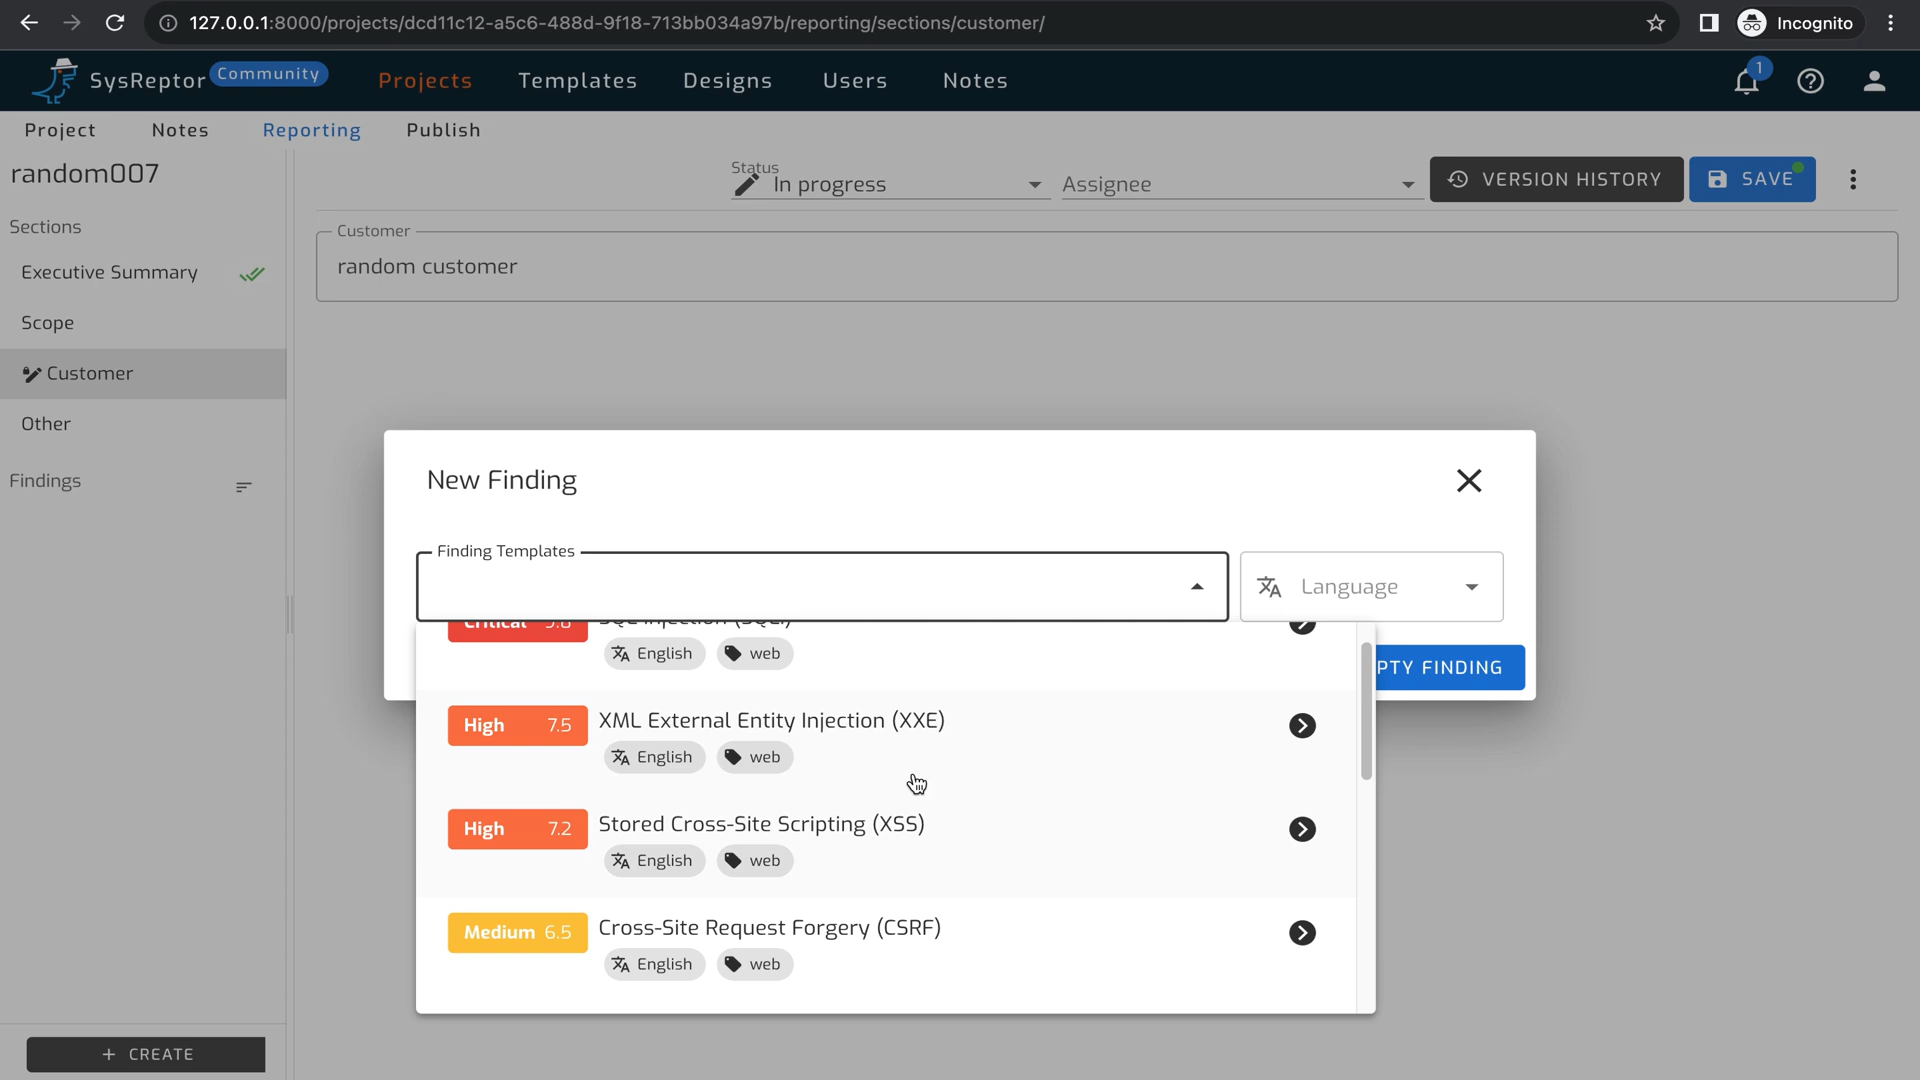 127.0.0.1:8000/projects/dcd11c12-a5c6-488d-9f18-713bb034a97b/reporting/sections/customer/
Incognito
SysReptor Community Projects Templates Designs Users Notes 1
Project Notes Reporting Publish
random007
Status
In progress
Assignee
VERSION HISTORY
SAVE
Sections
Executive Summary
Scope
Customer
Other
Findings
Customer
random customer
New Finding
Finding Templates
Language
PTY FINDING
English web
High 7.5 XML External Entity Injection (XXE)
English web
High 7.2 Stored Cross-Site Scripting (XSS)
English web
Medium 6.5 Cross-Site Request Forgery (CSRF)
English web
+ CREATE